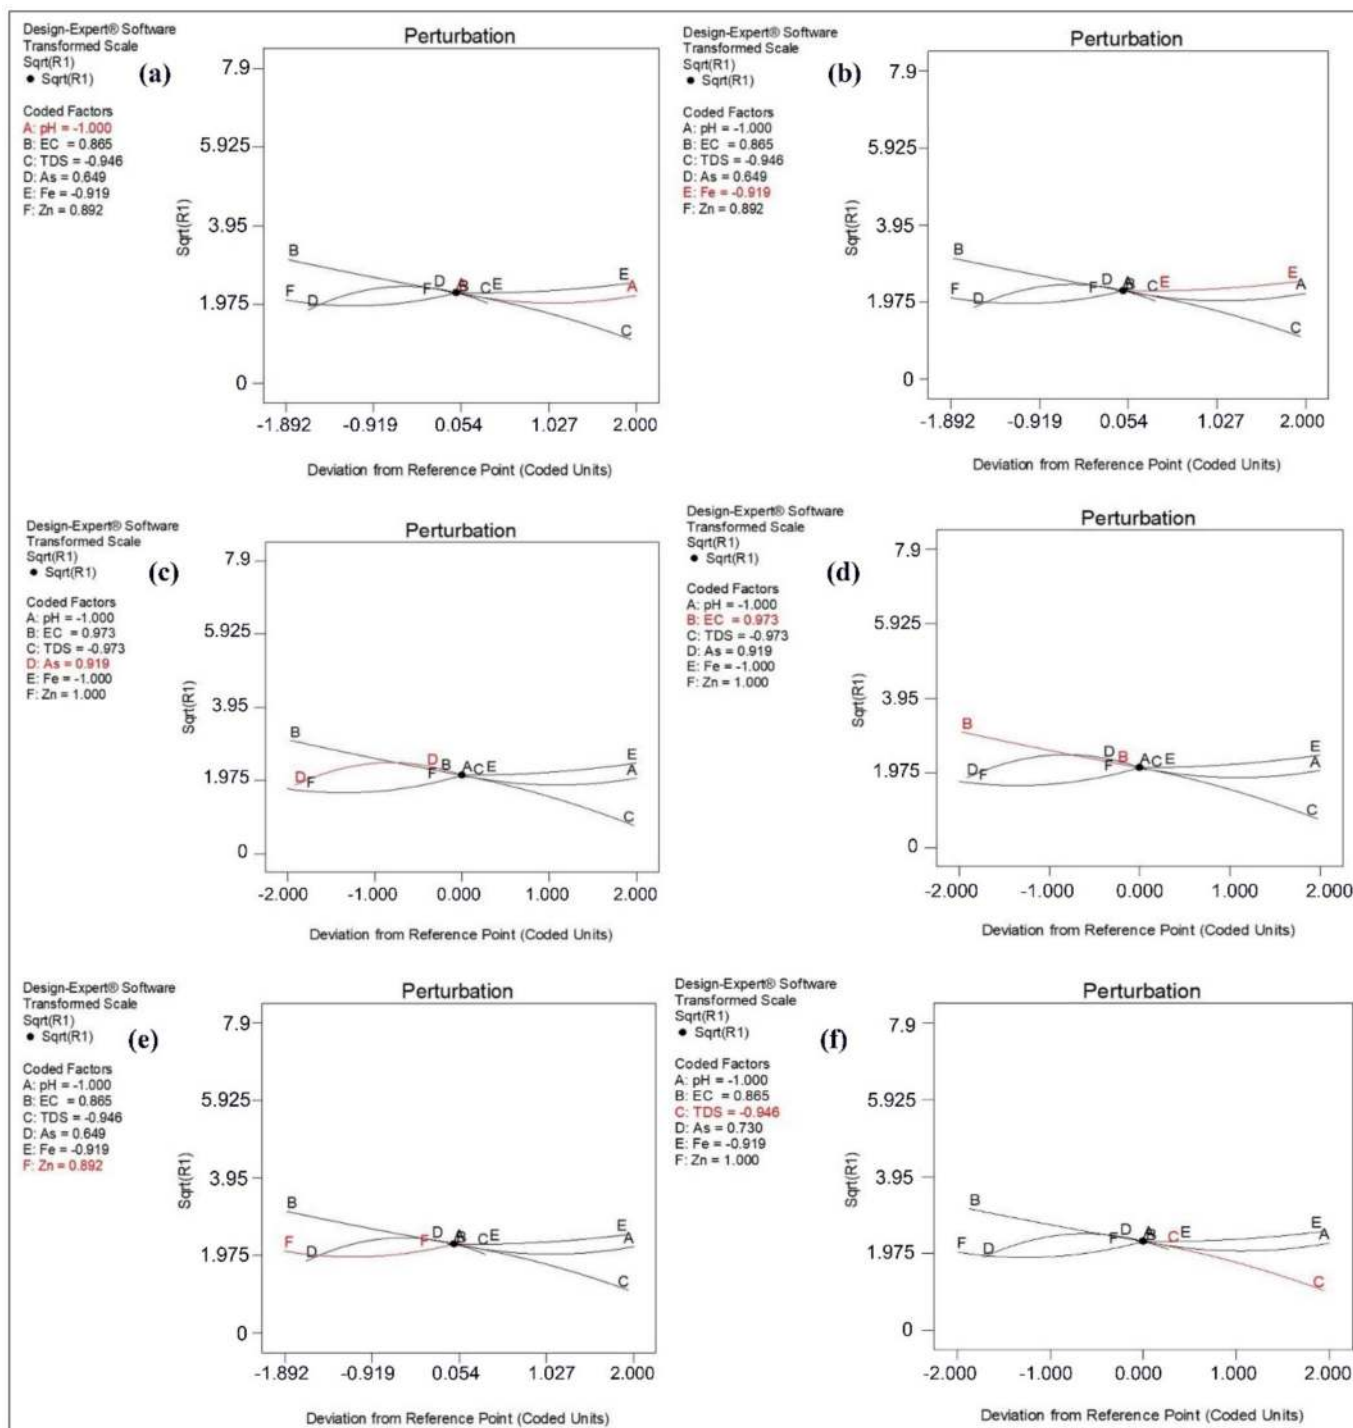 Design-Expert® Software
Transformed Scale
Sqrt(R1)
Sqrt(R1)
(a)
Coded Factors
A: pH = -1.000
B: EC = 0.865
C: TDS = -0.946
D: As = 0.649
E: Fe = -0.919
F: Zn = 0.892
Perturbation
7.9
5.925
3.95
1.975
0
Sqrt(R1)
B
F
D
D
F
A
B
C
E
E
A
C
-1.892 -0.919 0.054 1.027 2.000
Deviation from Reference Point (Coded Units)
Design-Expert® Software
Transformed Scale
Sqrt(R1)
Sqrt(R1)
(b)
Coded Factors
A: pH = -1.000
B: EC = 0.865
C: TDS = -0.946
D: As = 0.649
E: Fe = -0.919
F: Zn = 0.892
Perturbation
7.9
5.925
3.95
1.975
0
Sqrt(R1)
B
F
D
D
F
A
B
C
E
E
A
C
-1.892 -0.919 0.054 1.027 2.000
Deviation from Reference Point (Coded Units)
Design-Expert® Software
Transformed Scale
Sqrt(R1)
Sqrt(R1)
(c)
Coded Factors
A: pH = -1.000
B: EC = 0.973
C: TDS = -0.973
D: As = 0.919
E: Fe = -1.000
F: Zn = 1.000
Perturbation
7.9
5.925
3.95
1.975
0
Sqrt(R1)
B
D
F
D
F
B
A
C
E
E
A
C
-2.000 -1.000 0.000 1.000 2.000
Deviation from Reference Point (Coded Units)
Design-Expert® Software
Transformed Scale
Sqrt(R1)
Sqrt(R1)
(d)
Coded Factors
A: pH = -1.000
B: EC = 0.973
C: TDS = -0.973
D: As = 0.919
E: Fe = -1.000
F: Zn = 1.000
Perturbation
7.9
5.925
3.95
1.975
0
Sqrt(R1)
B
D
F
D
F
B
A
C
E
E
A
C
-2.000 -1.000 0.000 1.000 2.000
Deviation from Reference Point (Coded Units)
Design-Expert® Software
Transformed Scale
Sqrt(R1)
Sqrt(R1)
(e)
Coded Factors
A: pH = -1.000
B: EC = 0.865
C: TDS = -0.946
D: As = 0.649
E: Fe = -0.919
F: Zn = 0.892
Perturbation
7.9
5.925
3.95
1.975
0
Sqrt(R1)
B
F
D
D
F
A
B
C
E
E
A
C
-1.892 -0.919 0.054 1.027 2.000
Deviation from Reference Point (Coded Units)
Design-Expert® Software
Transformed Scale
Sqrt(R1)
Sqrt(R1)
(f)
Coded Factors
A: pH = -1.000
B: EC = 0.865
C: TDS = -0.946
D: As = 0.730
E: Fe = -0.919
F: Zn = 1.000
Perturbation
7.9
5.925
3.95
1.975
0
Sqrt(R1)
B
F
D
D
F
A
B
C
E
E
A
C
-2.000 -1.000 0.000 1.000 2.000
Deviation from Reference Point (Coded Units)